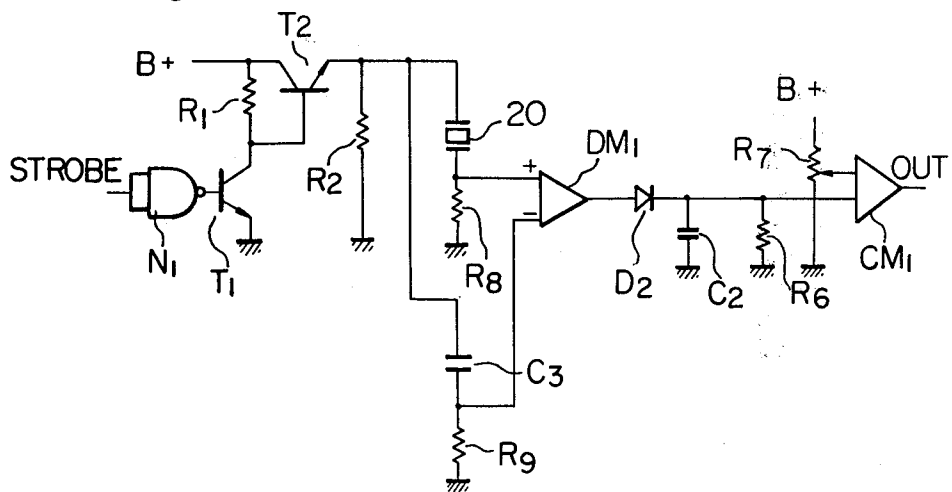 T2
B+
R1
20
B+
DM1
STROBE
R2
R7
OUT
+
−
N1
T1
R8
D2
C2
R6
CM1
C3
R9